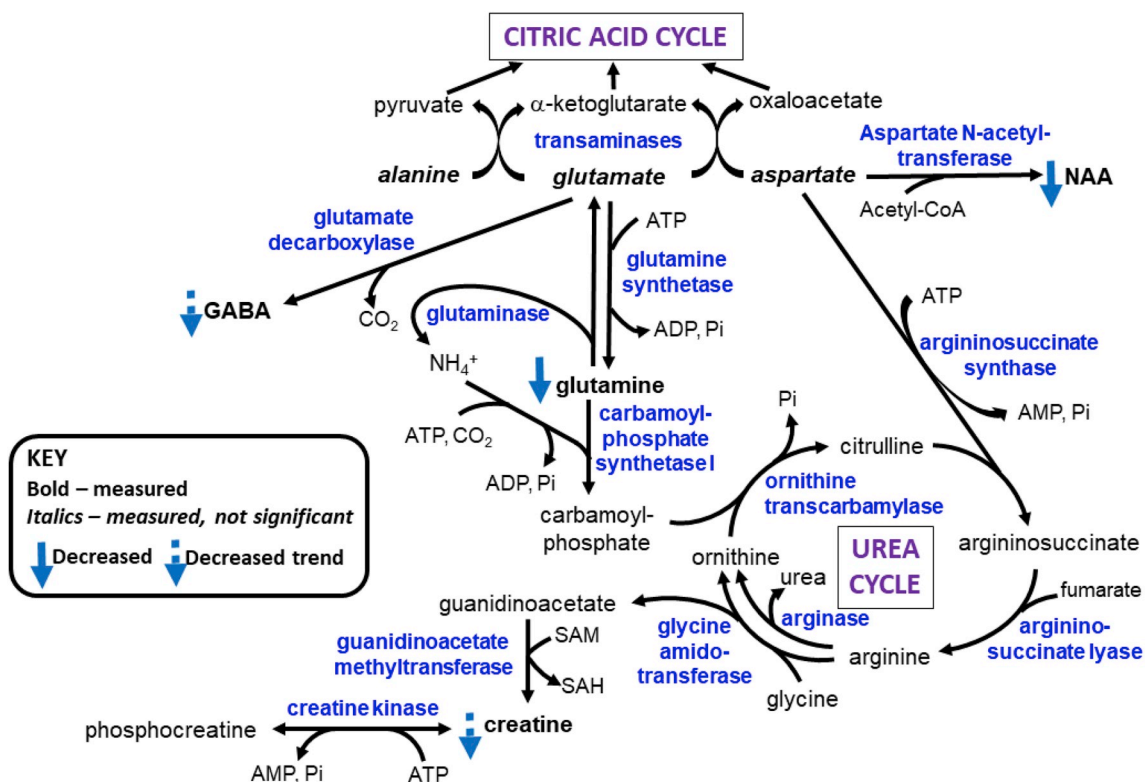 CITRIC ACID CYCLE
pyruvate
α-ketoglutarate
oxaloacetate
transaminases
Aspartate N-acetyl-
transferase
alanine
glutamate
aspartate
NAA
Acetyl-CoA
glutamate
decarboxylase
ATP
glutamine
synthetase
GABA
CO2
glutaminase
ADP, Pi
ATP
argininosuccinate
synthase
NH4+
glutamine
AMP, Pi
ATP, CO2
carbamoyl-
phosphate
synthetase I
Pi
citrulline
ADP, Pi
ornithine
transcarbamylase
KEY
Bold – measured
Italics – measured, not significant
Decreased
Decreased trend
carbamoyl-
phosphate
ornithine
UREA
CYCLE
argininosuccinate
urea
fumarate
guanidinoacetate
arginase
glycine
amido-
transferase
arginine
arginino-
succinate lyase
glycine
guanidinoacetate
methyltransferase
SAM
SAH
phosphocreatine
creatine kinase
creatine
AMP, Pi
ATP